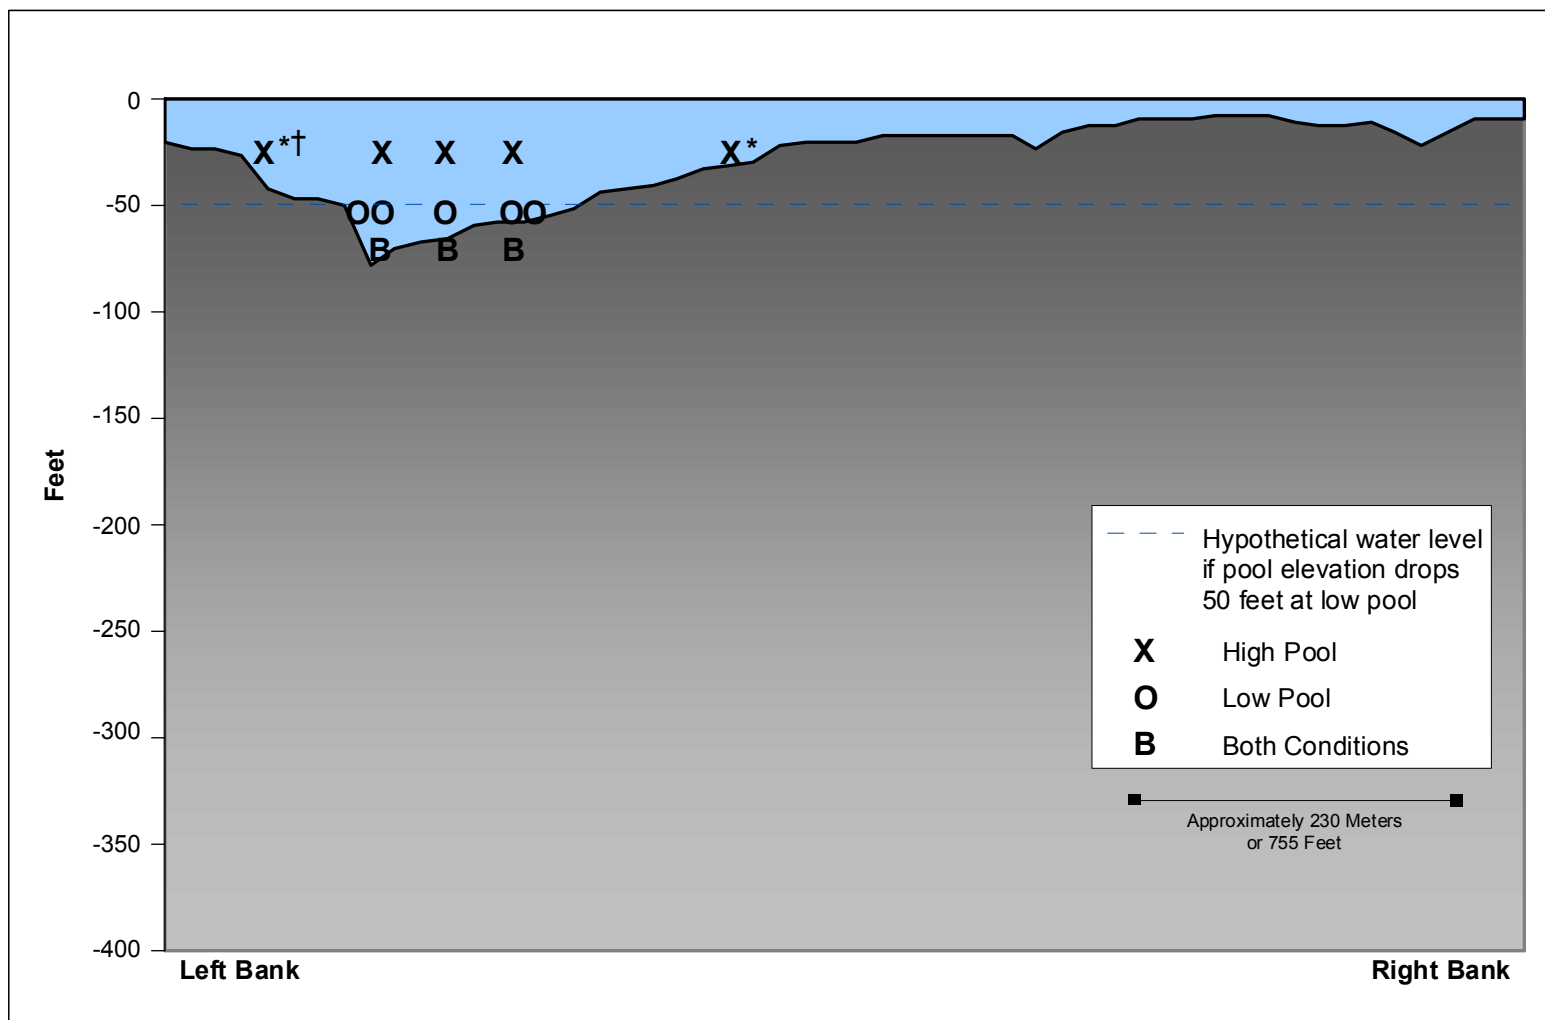 0
X*† X X X X*
-50
OO O OO
B B B
-100
-150
-200
-250
-300
-350
-400
Feet
Hypothetical water level
if pool elevation drops
50 feet at low pool
X High Pool
O Low Pool
B Both Conditions
Approximately 230 Meters
or 755 Feet
Left Bank
Right Bank